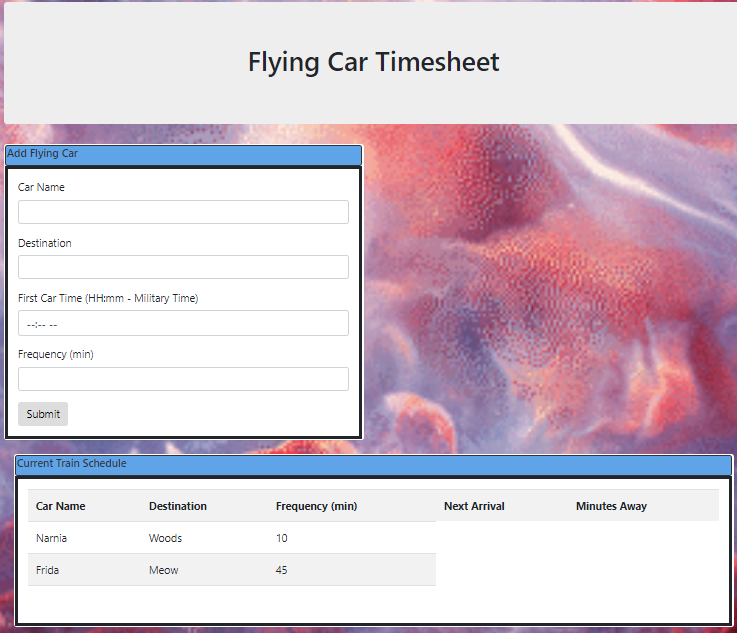 Flying Car Timesheet
Add Flying Car
Car Name
Destination
First Car Time (HH:mm - Military Time)
--:-- --
Frequency (min)
Submit
Current Train Schedule
Car Name Destination Frequency (min) Next Arrival Minutes Away
Narnia Woods 10
Frida Meow 45